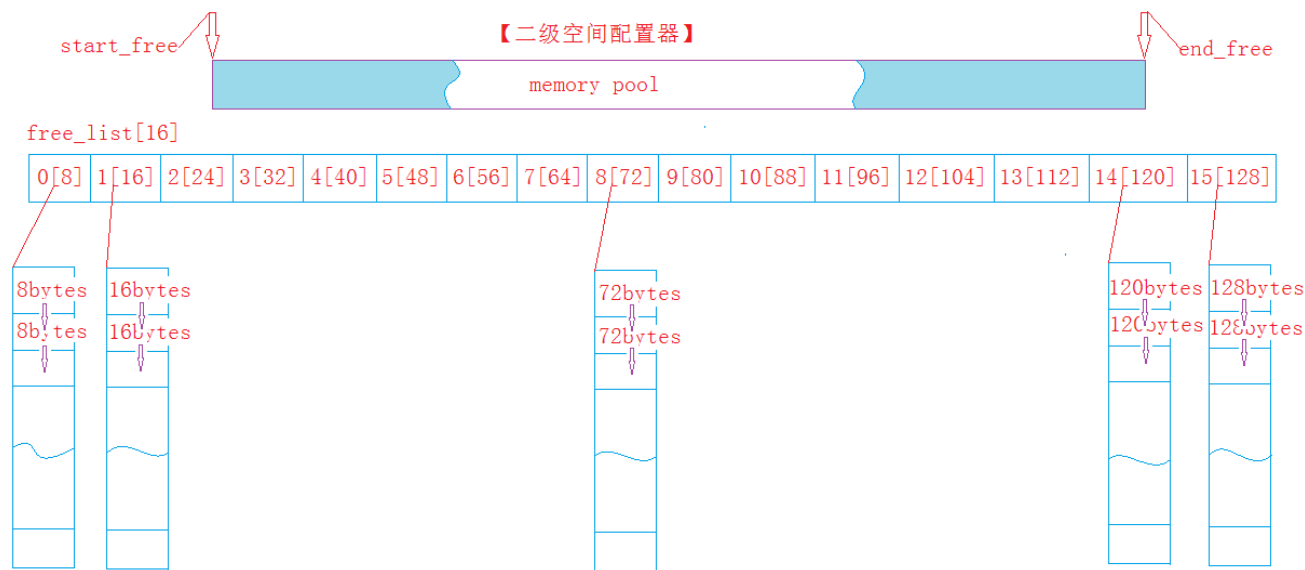 【二级空间配置器】
start_free
end_free
memory pool
free_list[16]
0[8] 1[16] 2[24] 3[32] 4[40] 5[48] 6[56] 7[64] 8[72] 9[80] 10[88] 11[96] 12[104] 13[112] 14[120] 15[128]
8bytes 16bytes 72bytes 120bytes 128bytes
8bytes 16bytes 72bytes 120bytes 128bytes